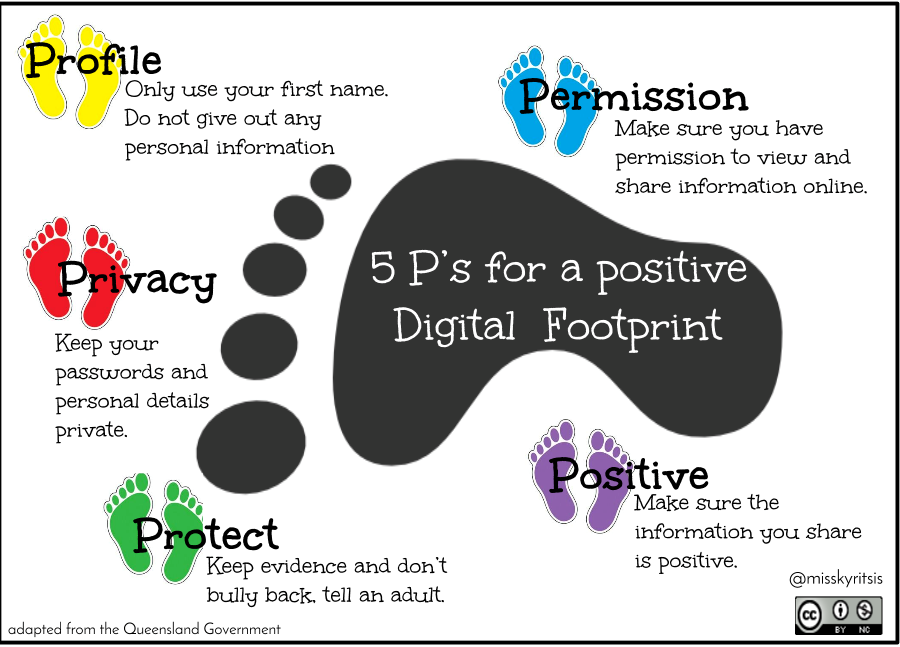 Profile
Only use your first name.
Do not give out any
personal information
Permission
Make sure you have
permission to view and
share information online.
5 P's for a positive
Digital Footprint
Privacy
Keep your
passwords and
personal details
private.
Positive
Make sure the
information you share
is positive.
Protect
Keep evidence and don't
bully back, tell an adult.
@misskyritsis
cc
BY NC
adapted from the Queensland Government